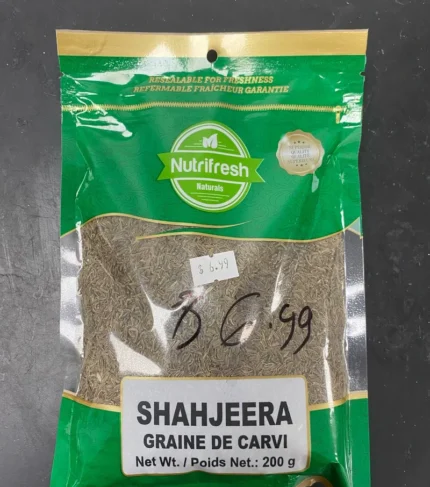 RESEALABLE FOR FRESHNESS
REFERMABLE FRAÎCHEUR GARANTIE
Nutrifresh
Naturals
$ 6.49
$ 6.99
SHAHJEERA
GRAINE DE CARVI
Net Wt. / Poids Net.: 200 g